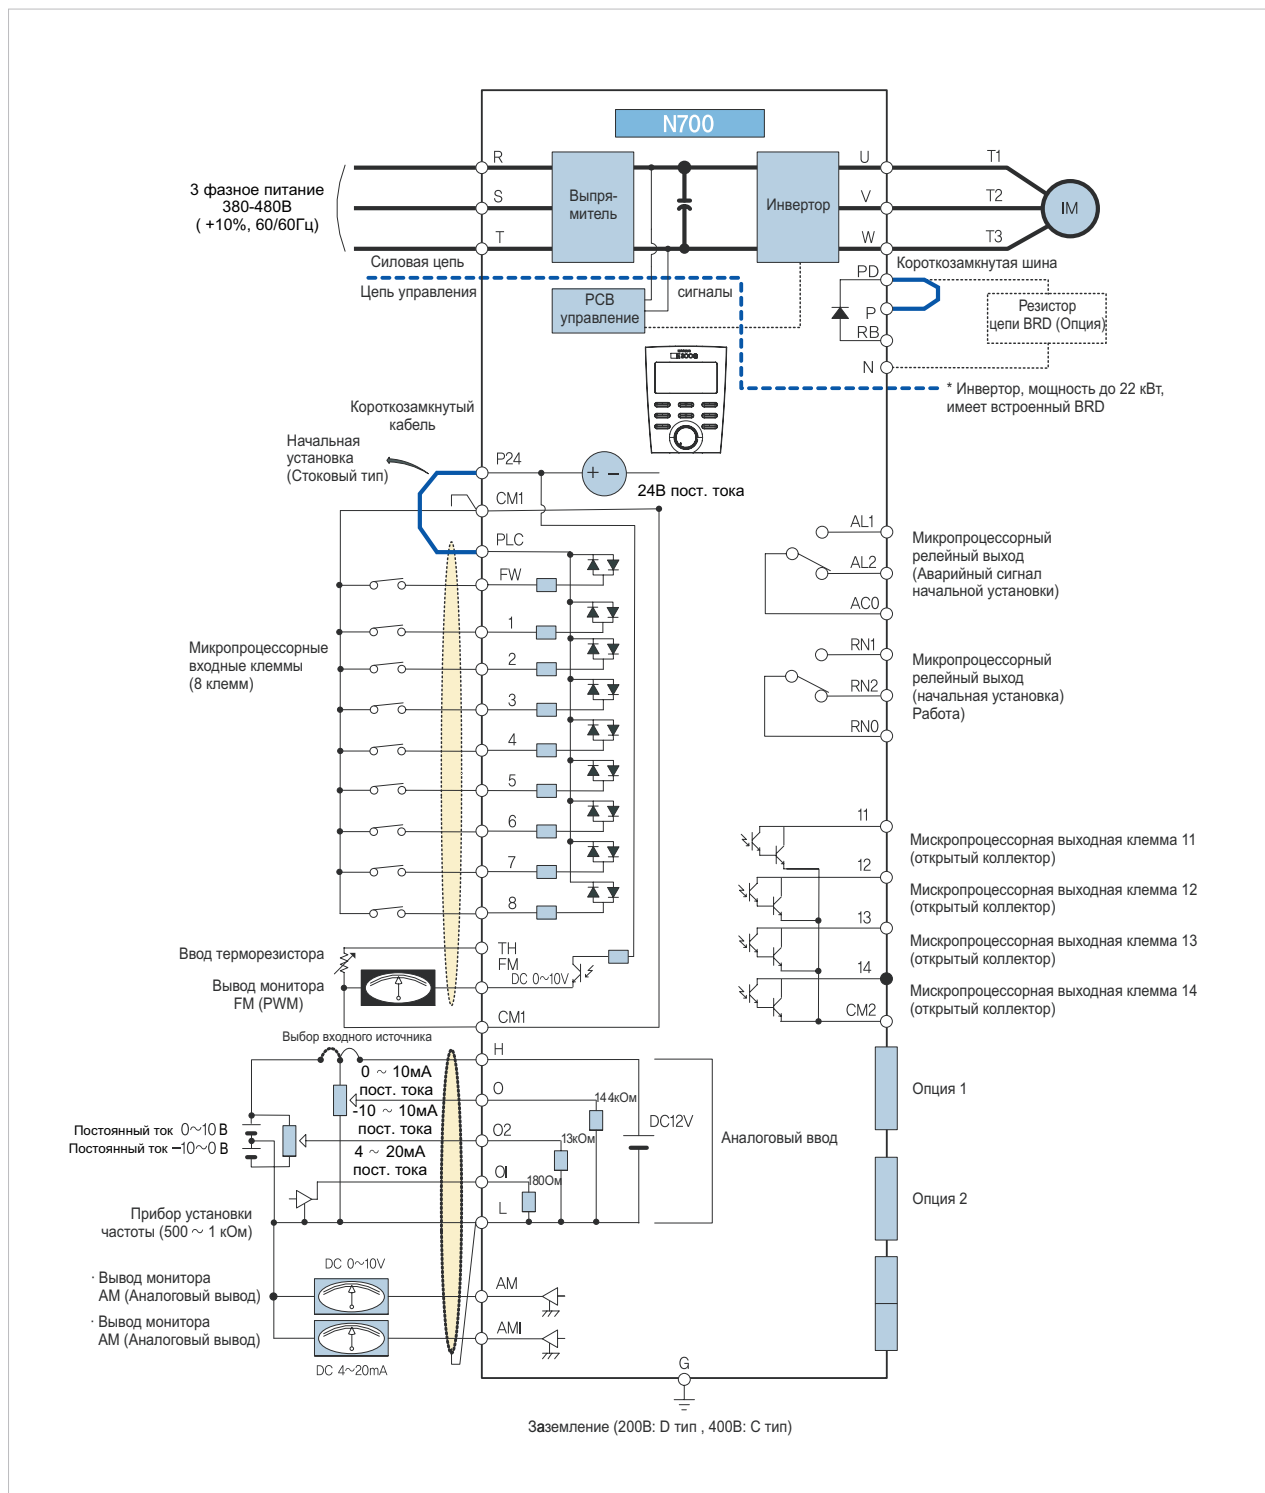 N700
R
S
T
3 фазное питание
380-480В
( +10%, 60/60Гц)
Выпря-
митель
Инвертор
U
V
W
T1
T2
T3
IM
Силовая цепь
Цепь управления
PCB
управление
сигналы
PD
P
RB
N
Короткозамкнутая шина
Резистор
цепи BRD (Опция)
* Инвертор, мощность до 22 кВт,
имеет встроенный BRD
Короткозамкнутый
кабель
Начальная
установка
(Стоковый тип)
P24
+ −
24В пост. тока
CM1
PLC
FW
1
2
3
4
5
6
7
8
Микропроцессорные
входные клеммы
(8 клемм)
AL1
AL2
AC0
Микропроцессорный
релейный выход
(Аварийный сигнал
начальной установки)
RN1
RN2
RN0
Микропроцессорный
релейный выход
(начальная установка)
Работа)
11
12
13
14
CM2
Мискропроцессорная выходная клемма 11
(открытый коллектор)
Мискропроцессорная выходная клемма 12
(открытый коллектор)
Мискропроцессорная выходная клемма 13
(открытый коллектор)
Мискропроцессорная выходная клемма 14
(открытый коллектор)
Ввод терморезистора
TH
FM
DC 0~10V
Вывод монитора
FM (PWM)
CM1
Выбор входного источника
H
0 ~ 10мА
пост. тока
O
-10 ~ 10мА
пост. тока
O2
4 ~ 20мА
пост. тока
OI
L
144кОм
13кОм
180Ом
DC12V
Аналоговый ввод
Постоянный ток 0~10 В
Постоянный ток −10~0 В
Прибор установки
частоты (500 ~ 1 кОм)
Опция 1
Опция 2
DC 0~10V
· Вывод монитора
AM (Аналоговый вывод)
AM
· Вывод монитора
AM (Аналоговый вывод)
AMI
DC 4~20mA
G
Заземление (200В: D тип , 400В: C тип)